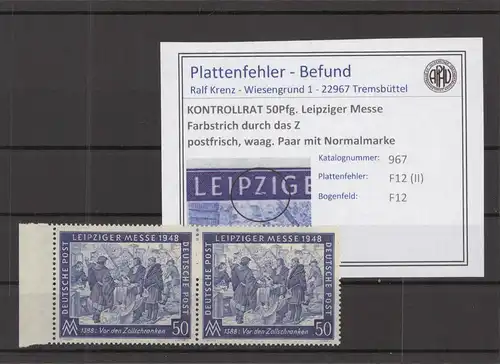 Plattenfehler - Befund
Ralf Krenz - Wiesengrund 1 - 22967 Tremsbüttel
KONTROLLRAT 50Pfg. Leipziger Messe
Farbstrich durch das Z
postfrisch, waag. Paar mit Normalmarke
Katalognummer: 967
Plattenfehler: F12 (II)
Bogenfeld: F12
LEIPZIGE
LEIPZIGER MESSE 1948
DEUTSCHE POST
DEUTSCHE POST
1388: Vor den Zollschranken
50
LEIPZIGER MESSE 1948
DEUTSCHE POST
DEUTSCHE POST
1388: Vor den Zollschranken
50